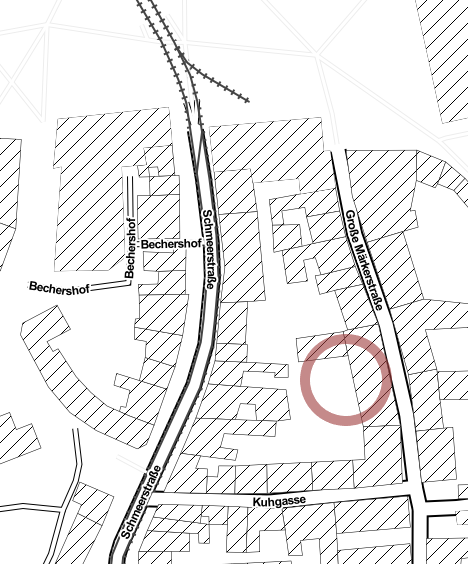 Schmeerstraße
Große Märkerstraße
Bechershof
Bechershof
Bechershof
Schmeerstraße
Kuhgasse